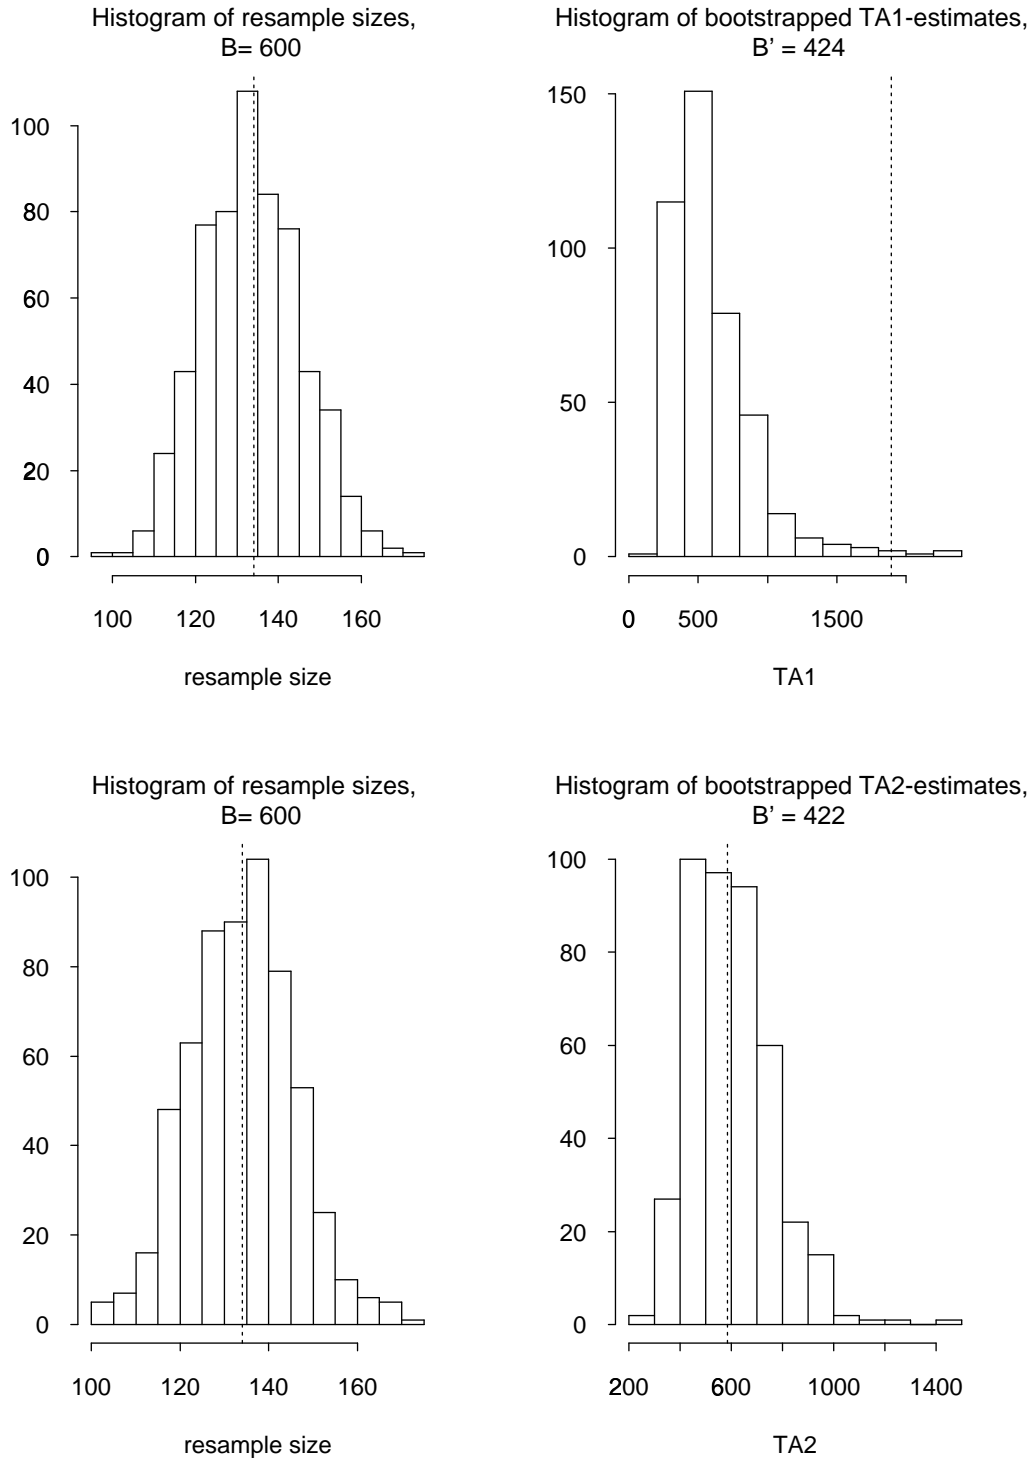 Histogram of resample sizes,
B= 600
100
80
60
40
20
0
100 120 140 160
resample size
Histogram of bootstrapped TA1-estimates,
B' = 424
150
100
50
0
0 500 1500
TA1
Histogram of resample sizes,
B= 600
100
80
60
40
20
0
100 120 140 160
resample size
Histogram of bootstrapped TA2-estimates,
B' = 422
100
80
60
40
20
0
200 600 1000 1400
TA2